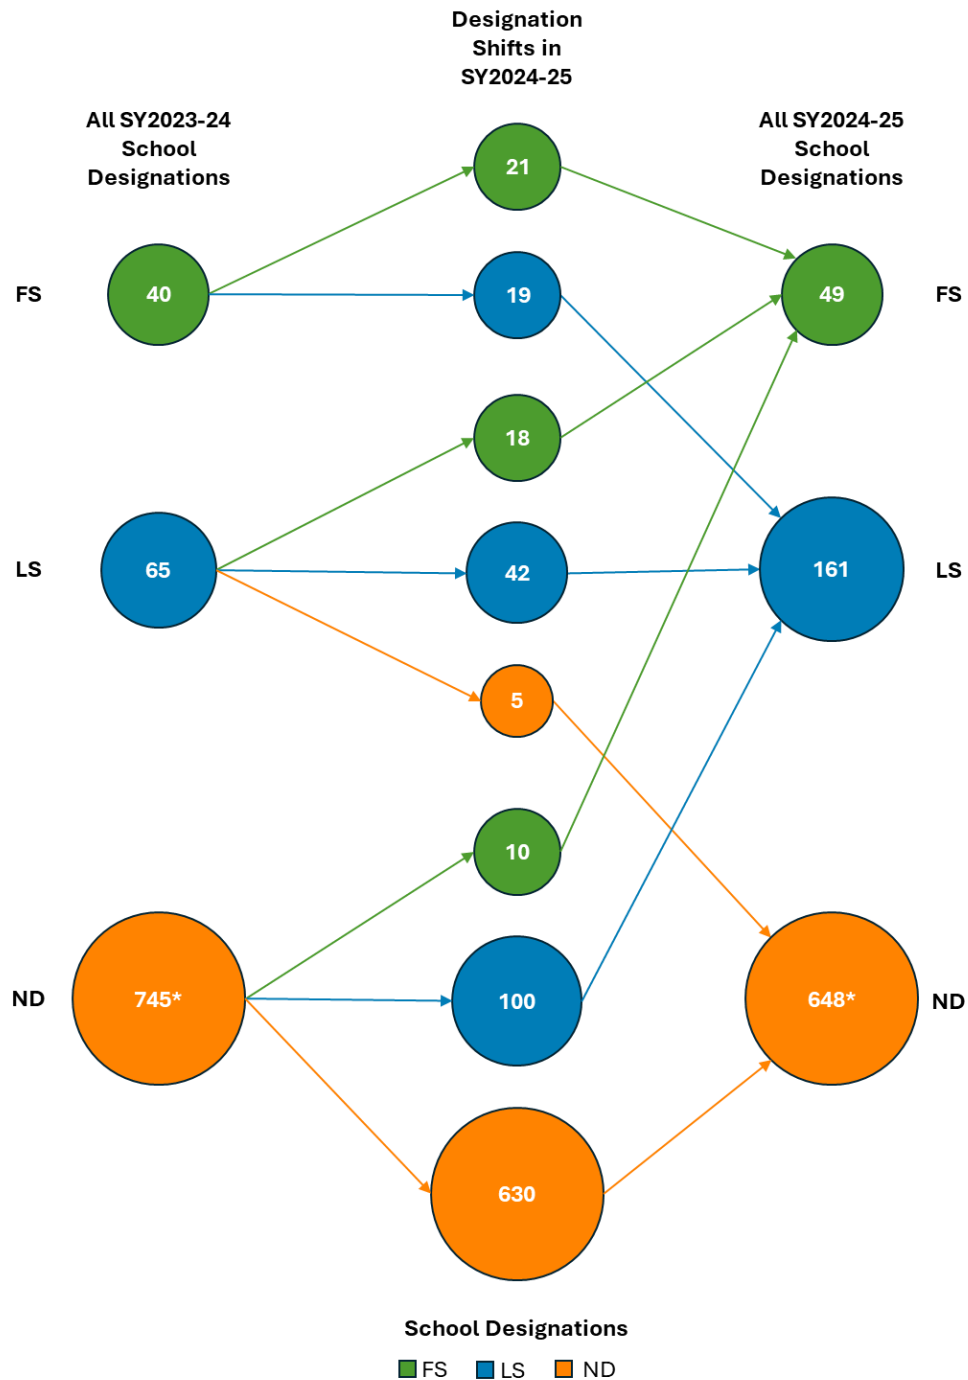 Designation
Shifts in
SY2024-25
All SY2023-24
School
Designations
All SY2024-25
School
Designations
21
FS
40
19
49
FS
18
LS
65
42
161
LS
5
10
ND
745*
100
648*
ND
630
School Designations
FS
LS
ND